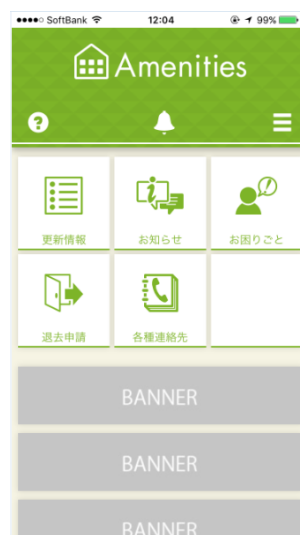 SoftBank 12:04 99%
Amenities
更新情報 お知らせ お困りごと
退去申請 各種連絡先
BANNER
BANNER
BANNER